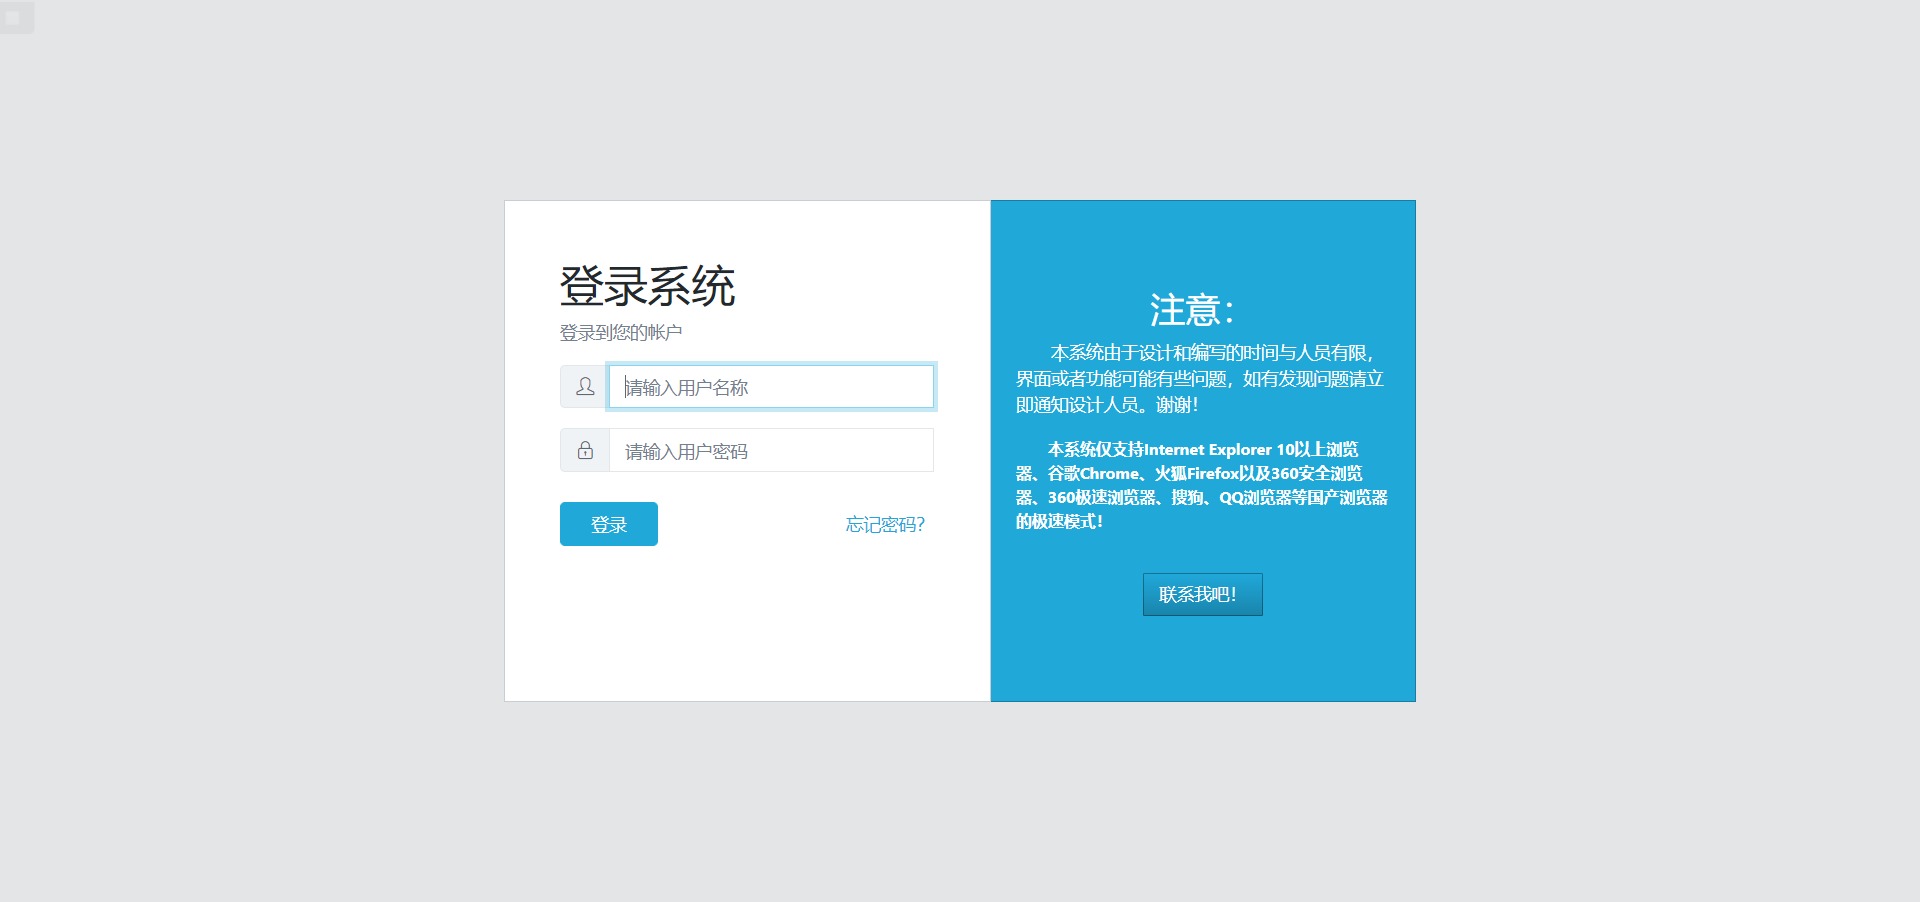 登录系统
登录到您的帐户
请输入用户名称
请输入用户密码
登录
忘记密码?
注意：
本系统由于设计和编写的时间与人员有限，
界面或者功能可能有些问题，如有发现问题请立
即通知设计人员。谢谢！
本系统仅支持Internet Explorer 10以上浏览
器、谷歌Chrome、火狐Firefox以及360安全浏览
器、360极速浏览器、搜狗、QQ浏览器等国产浏览器
的极速模式！
联系我吧！